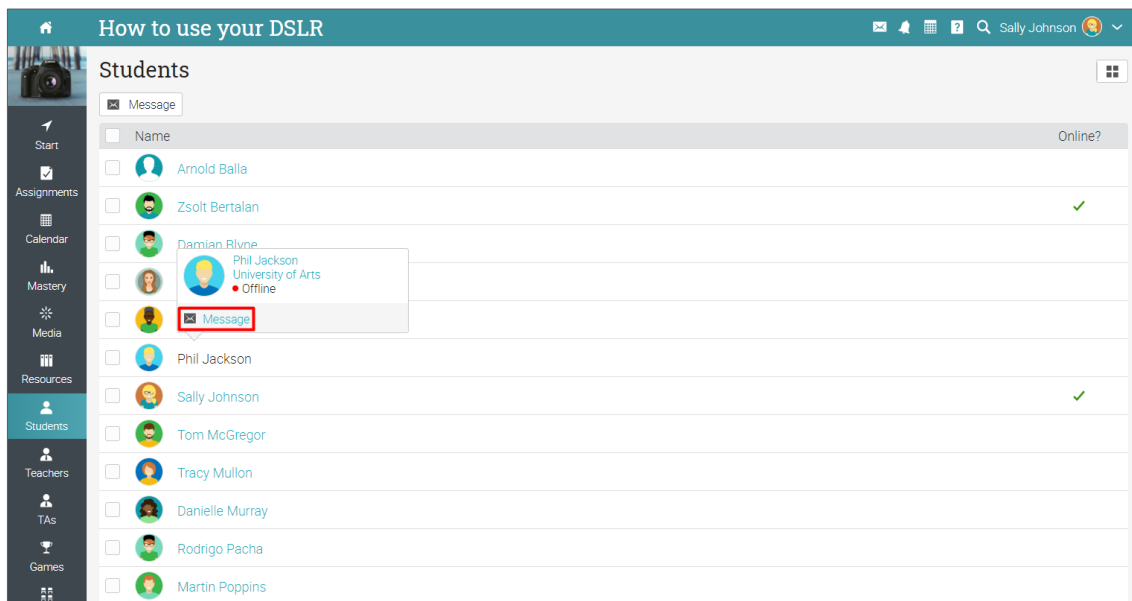 How to use your DSLR
Sally Johnson
Students
Message
Name Online?
Arnold Balla
Zsolt Bertalan
Damian Blyne
Phil Jackson
University of Arts
Offline
Message
Phil Jackson
Sally Johnson
Tom McGregor
Tracy Mullon
Danielle Murray
Rodrigo Pacha
Martin Poppins
Start
Assignments
Calendar
Mastery
Media
Resources
Students
Teachers
TAs
Games